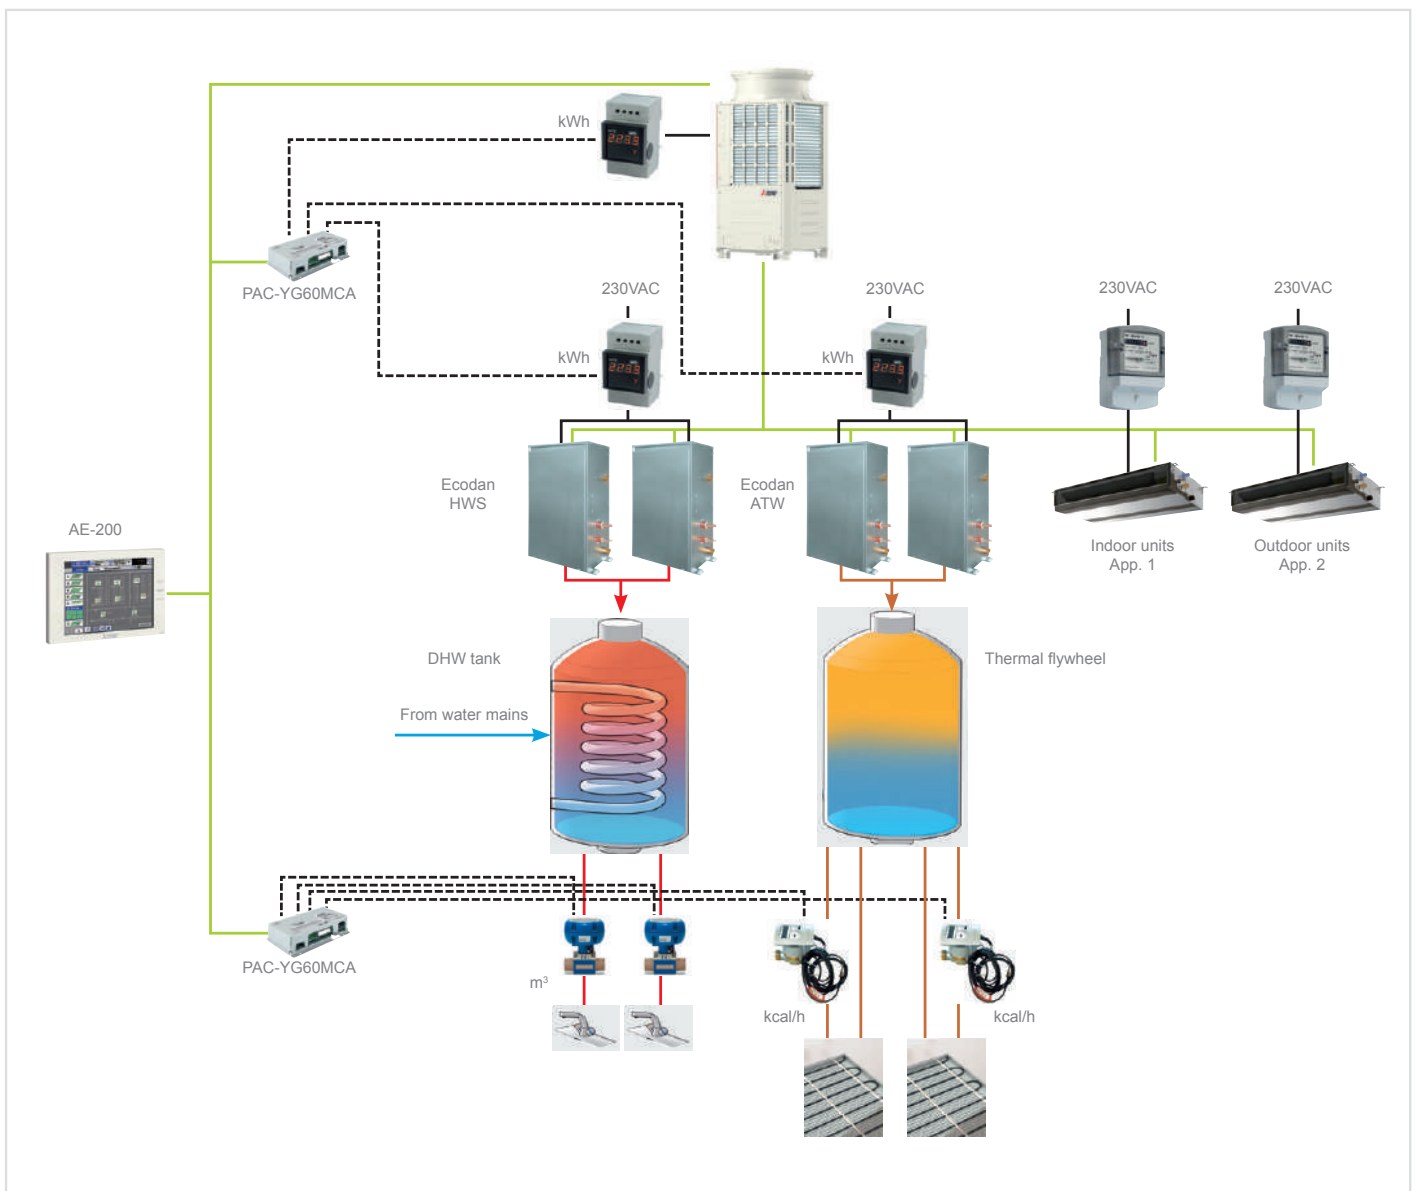 kWh
PAC-YG60MCA
230VAC
230VAC
230VAC
230VAC
kWh
kWh
Ecodan
HWS
Ecodan
ATW
AE-200
Indoor units
App. 1
Outdoor units
App. 2
DHW tank
Thermal flywheel
From water mains
PAC-YG60MCA
m³
kcal/h
kcal/h